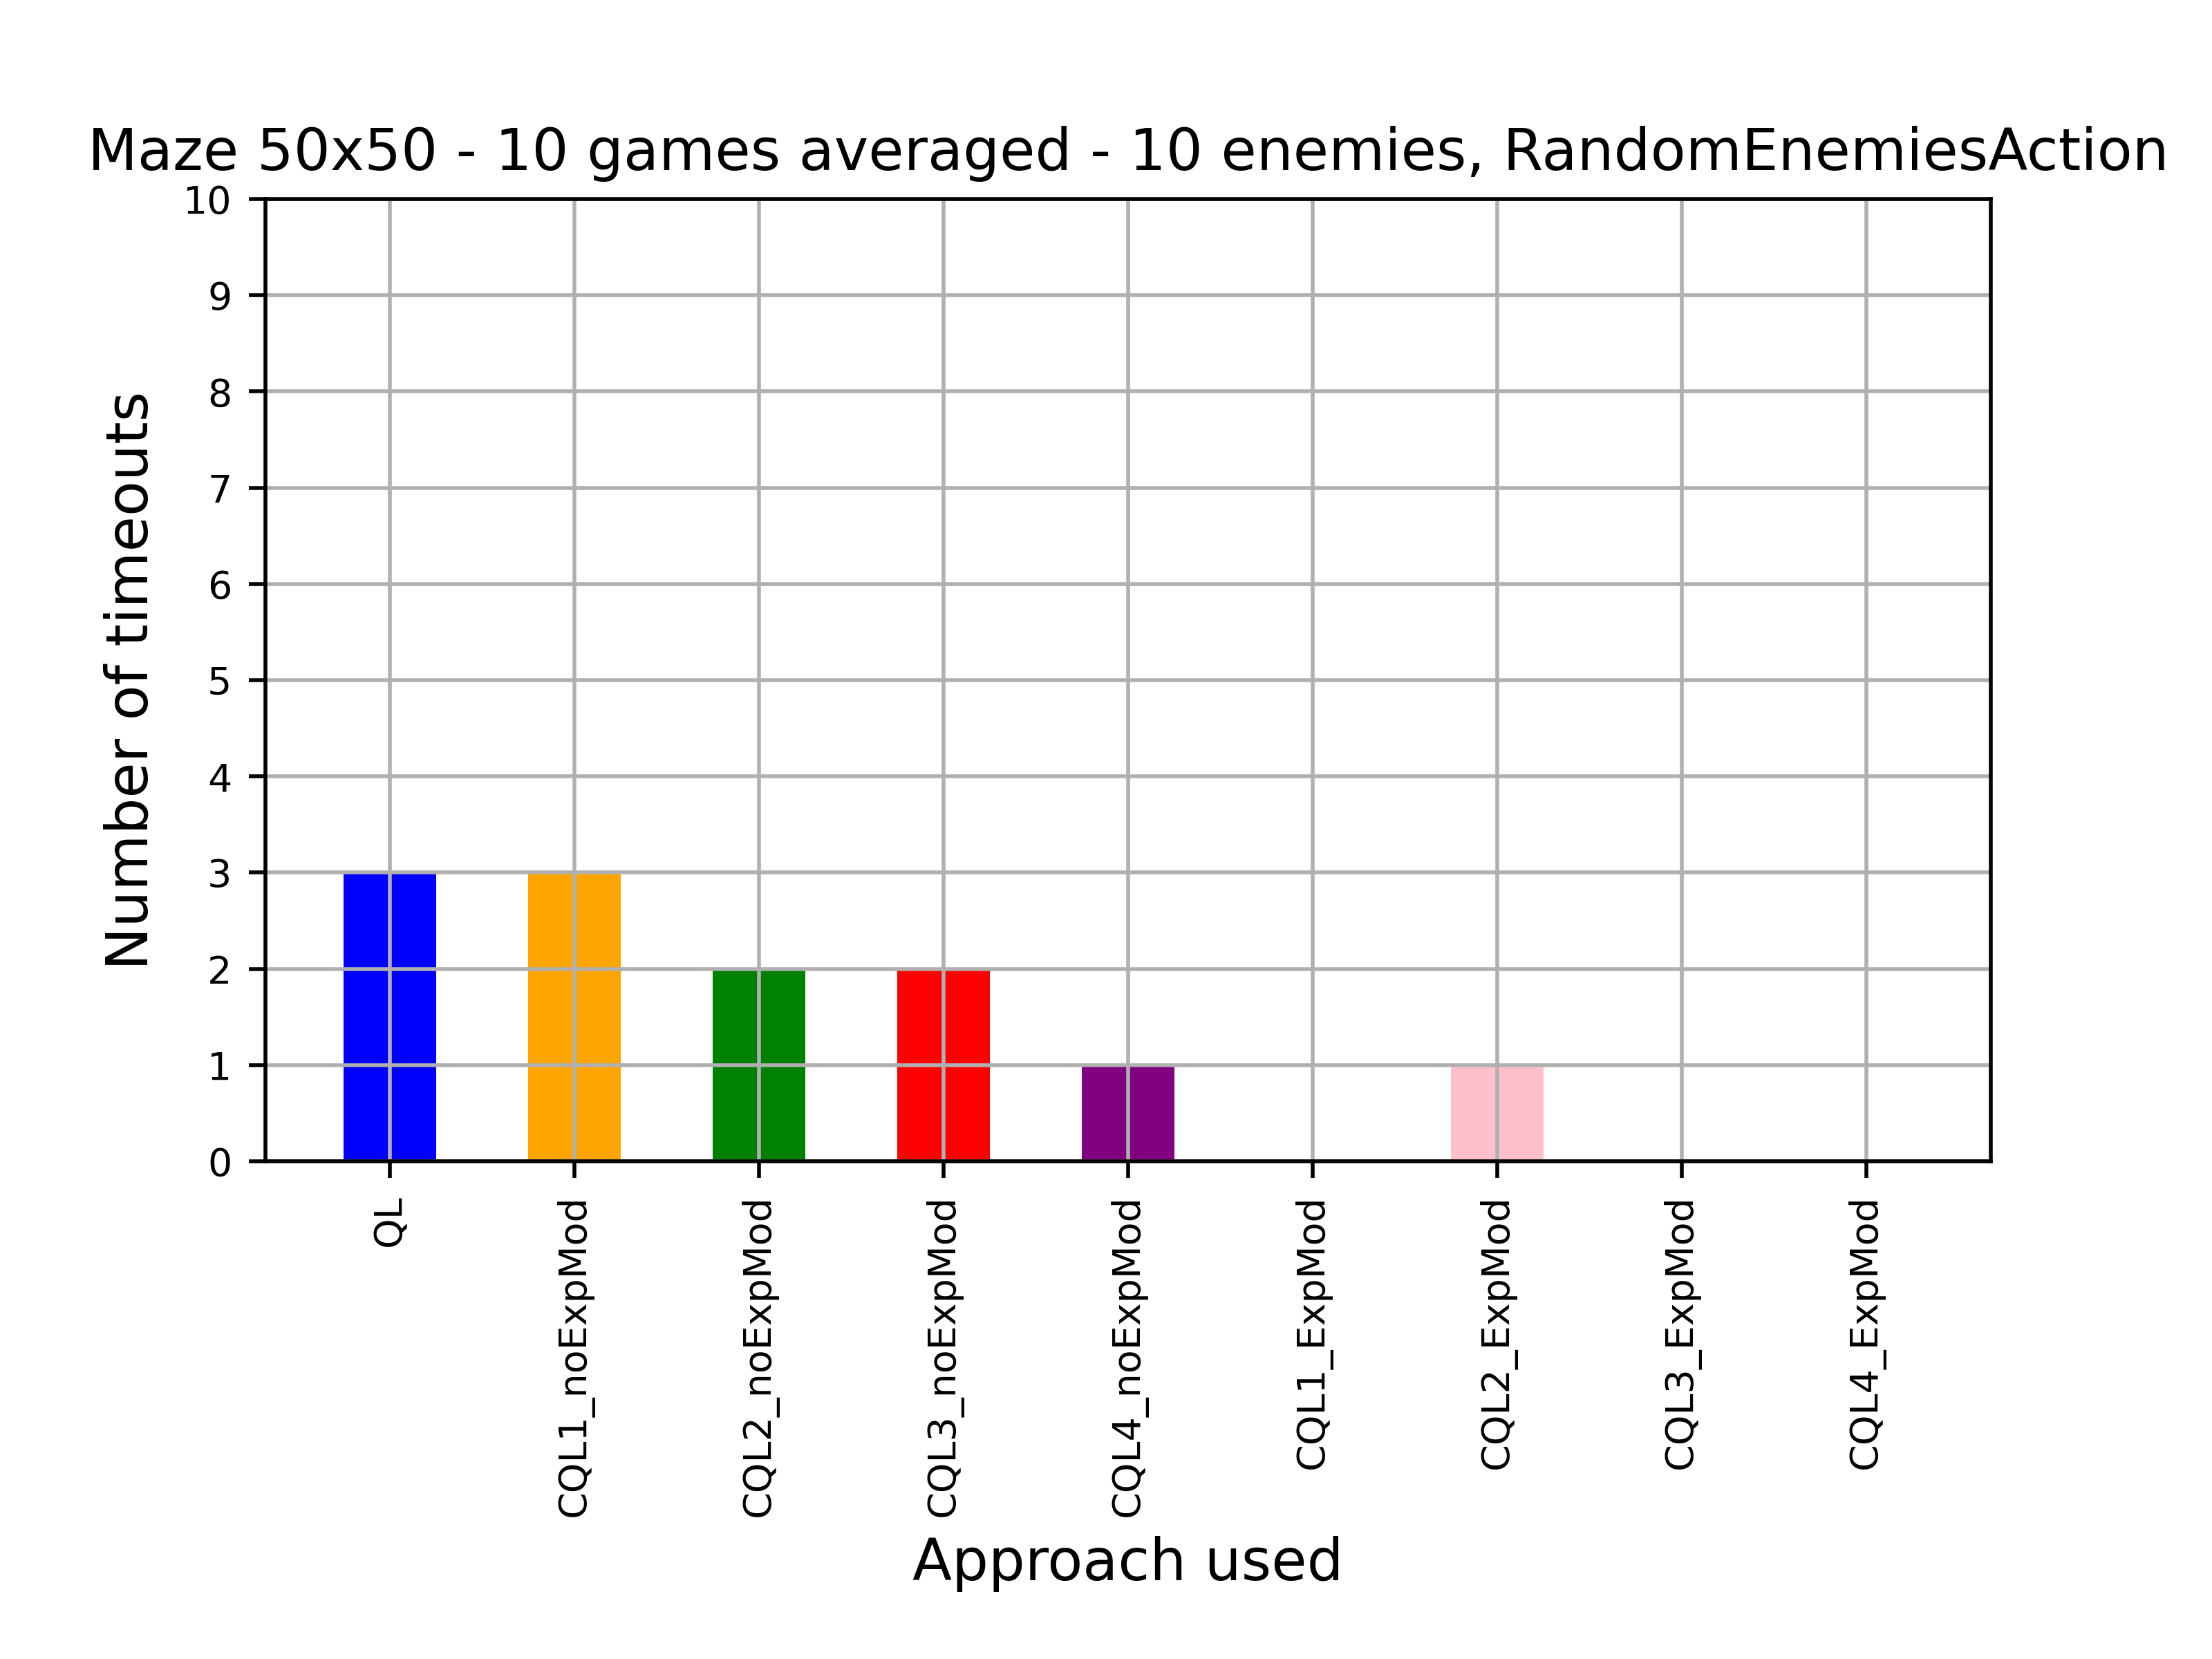 Maze 50x50 - 10 games averaged - 10 enemies, RandomEnemiesAction
Number of timeouts
10
9
8
7
6
5
4
3
2
1
0
QL
CQL1_noExpMod
CQL2_noExpMod
CQL3_noExpMod
CQL4_noExpMod
CQL1_ExpMod
CQL2_ExpMod
CQL3_ExpMod
CQL4_ExpMod
Approach used